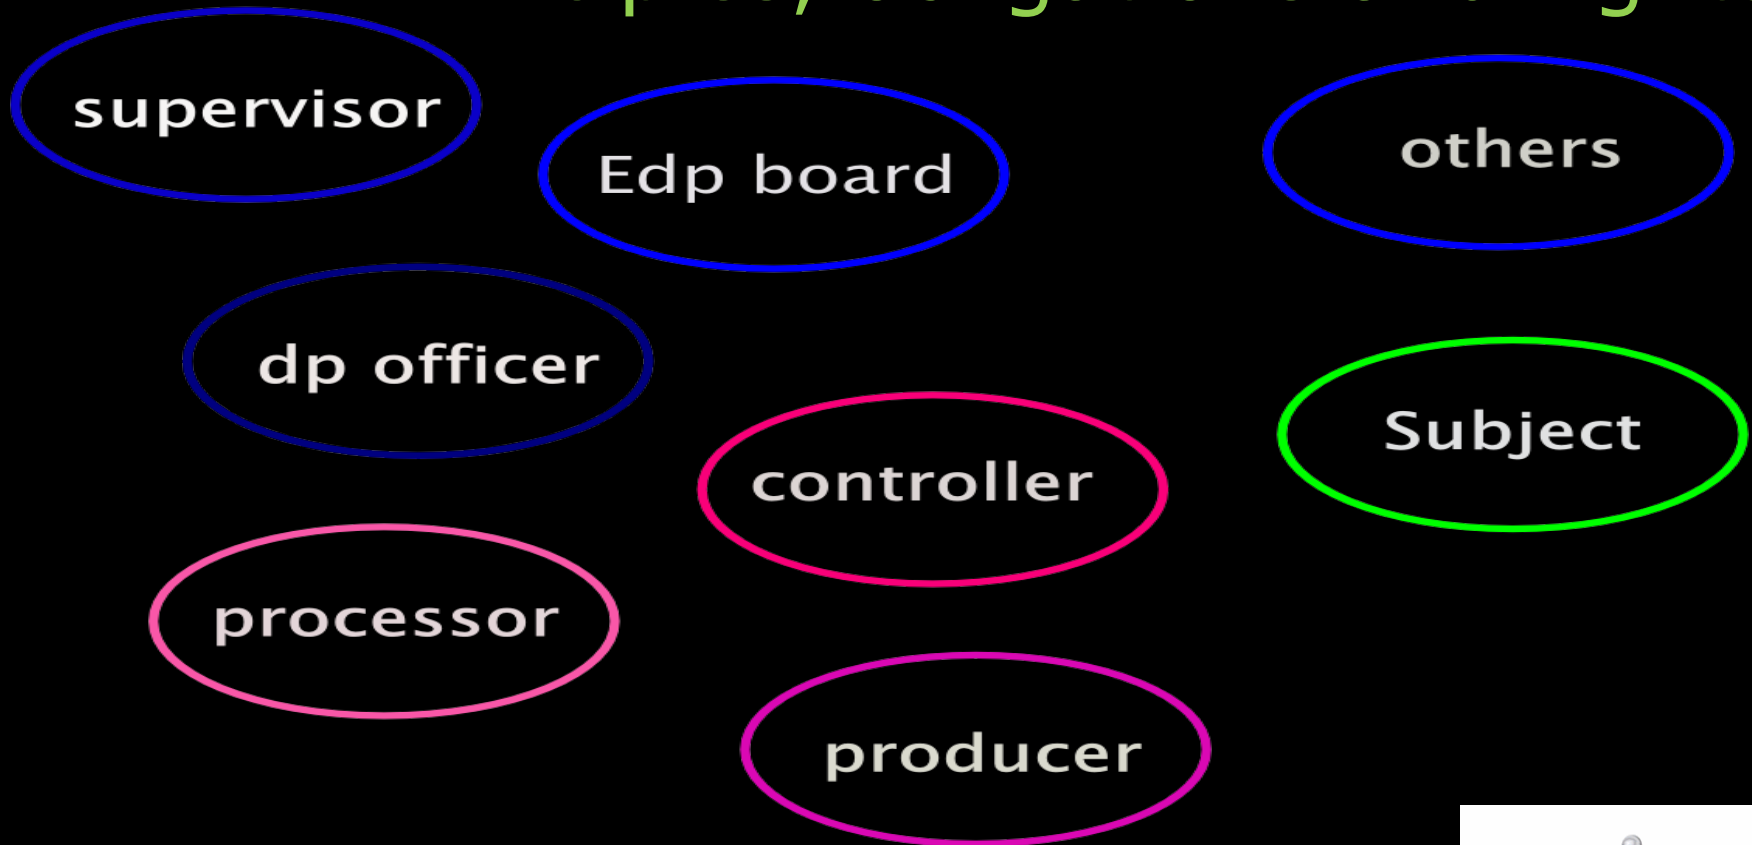 supervisor
Edp board
others
dp officer
Subject
controller
processor
producer